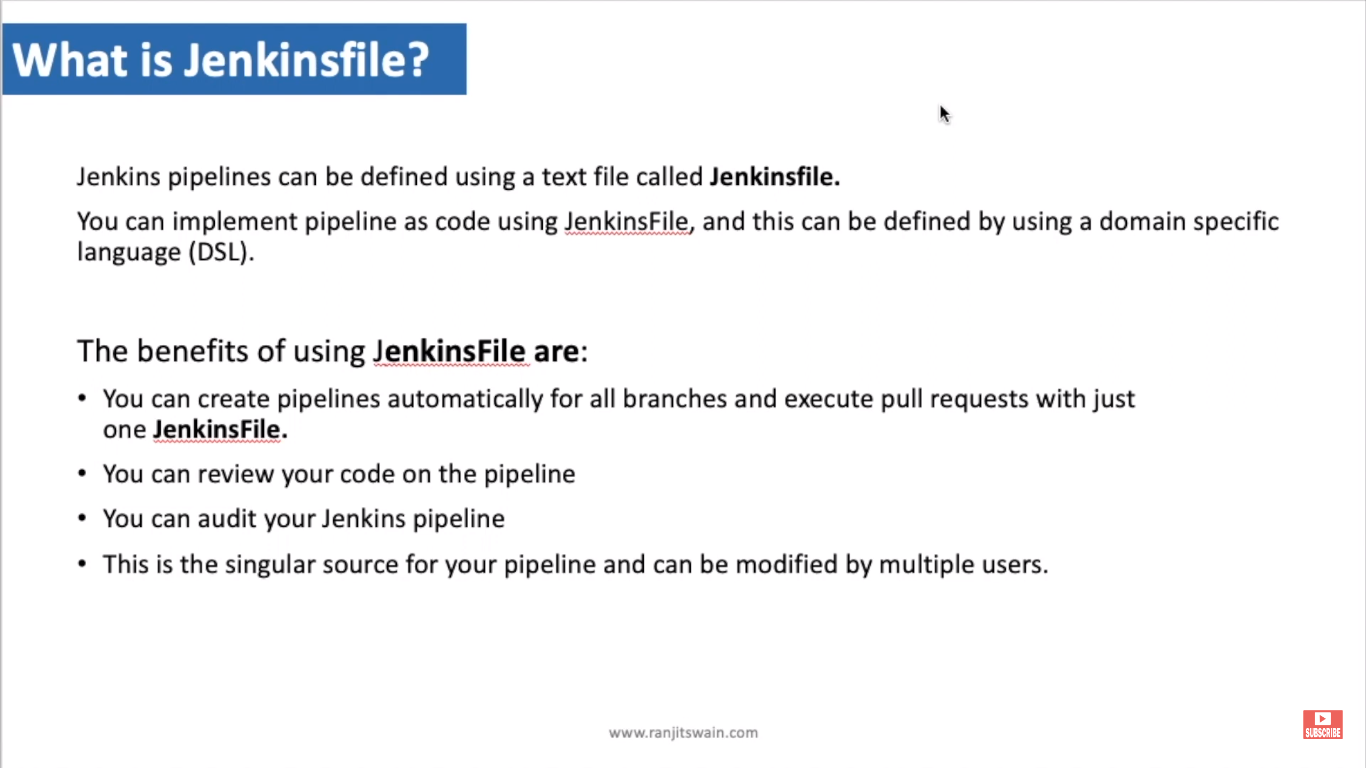 What is Jenkinsfile?
Jenkins pipelines can be defined using a text file called Jenkinsfile.
You can implement pipeline as code using JenkinsFile, and this can be defined by using a domain specific
language (DSL).
The benefits of using JenkinsFile are:
• You can create pipelines automatically for all branches and execute pull requests with just
one JenkinsFile.
• You can review your code on the pipeline
• You can audit your Jenkins pipeline
• This is the singular source for your pipeline and can be modified by multiple users.
www.ranjitswain.com
SUBSCRIBE